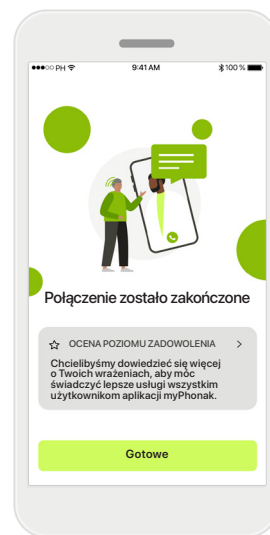 PH 9:41 AM 100 %
Połączenie zostało zakończone
OCENA POZIOMU ZADOWOLENIA
Chcielibyśmy dowiedzieć się więcej
o Twoich wrażeniach, aby móc
świadczyć lepsze usługi wszystkim
użytkownikom aplikacji myPhonak.
Gotowe